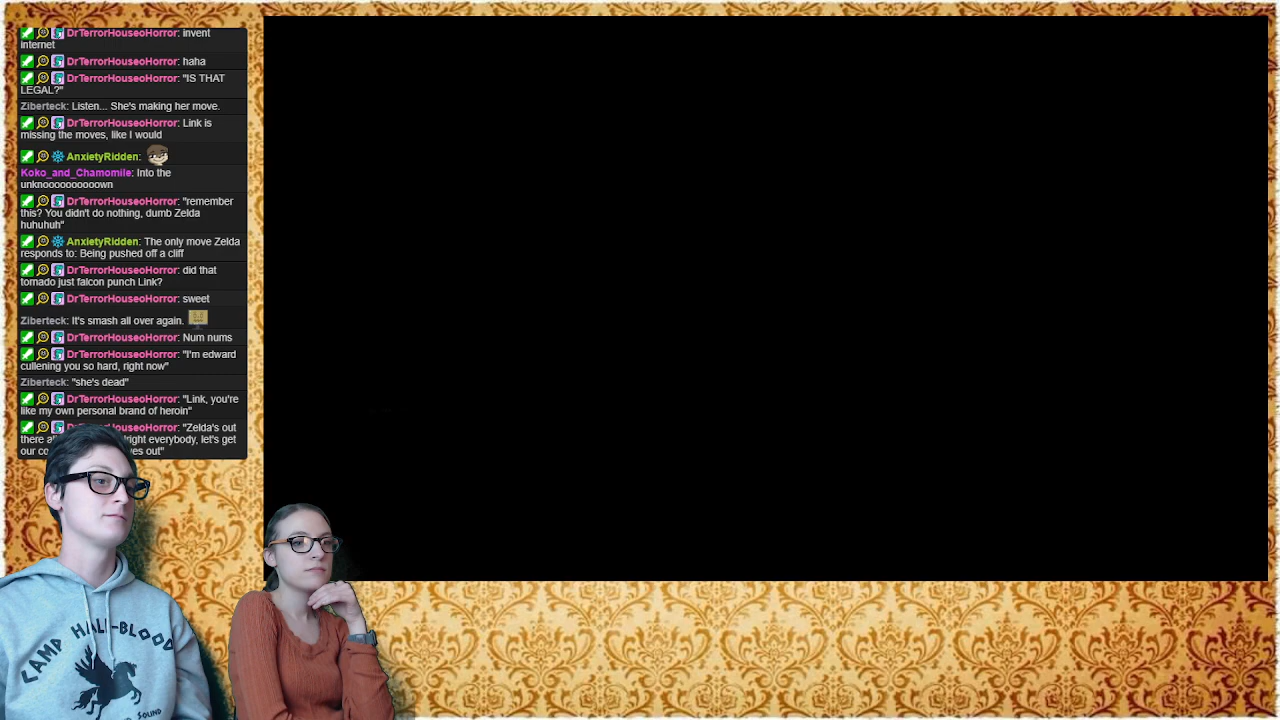 DrTerrorHouseoHorror: invent
internet
DrTerrorHouseoHorror: haha
DrTerrorHouseoHorror: "IS THAT
LEGAL?"
Ziberteck: Listen... She's making her move.
DrTerrorHouseoHorror: Link is
missing the moves, like I would
AnxietyRidden:
Koko_and_Chamomile: Into the
unknoooooooooown
DrTerrorHouseoHorror: "remember
this? You didn't do nothing, dumb Zelda
huhuhuh"
AnxietyRidden: The only move Zelda
responds to: Being pushed off a cliff
DrTerrorHouseoHorror: did that
tornado just falcon punch Link?
DrTerrorHouseoHorror: sweet
Ziberteck: It's smash all over again.
DrTerrorHouseoHorror: Num nums
DrTerrorHouseoHorror: "I'm edward
cullening you so hard, right now"
Ziberteck: "she's dead"
DrTerrorHouseoHorror: "Link, you're
like my own personal brand of heroin"
DrTerrorHouseoHorror: "Zelda's out
there everybody, let's get
our out"
CAMP HALF-BLOOD
SOUND